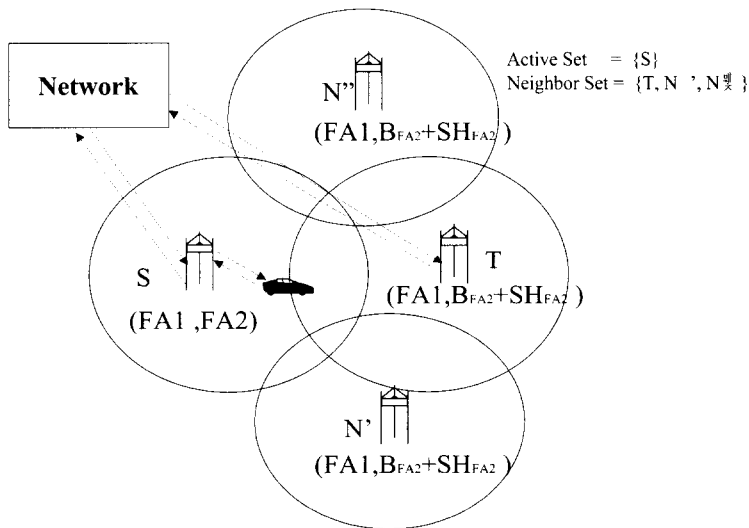 Active Set = {S}
Neighbor Set = {T, N ’, N }
Network
N”
(FA1,BFA2+SHFA2)
S
(FA1 ,FA2)
T
(FA1,BFA2+SHFA2 )
N’
(FA1,BFA2+SHFA2)